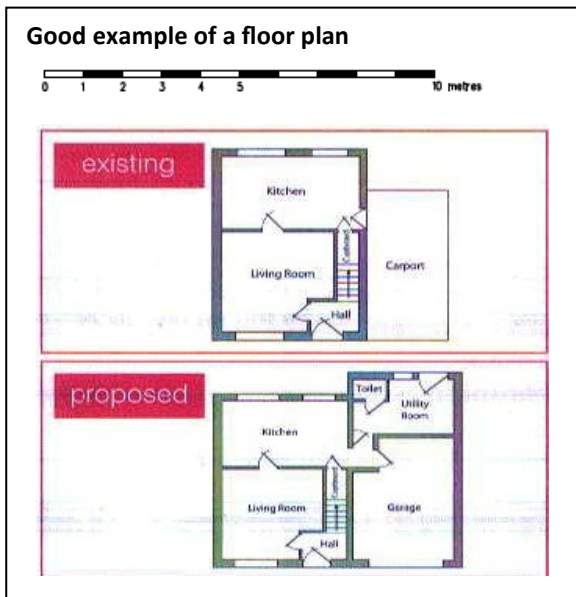 Good example of a floor plan
0 1 2 3 4 5 10 metres
existing
Kitchen
Cupboard
Living Room
Carport
Hall
proposed
Toilet
Utility
Room
Kitchen
Cupboard
Living Room
Garage
Hall